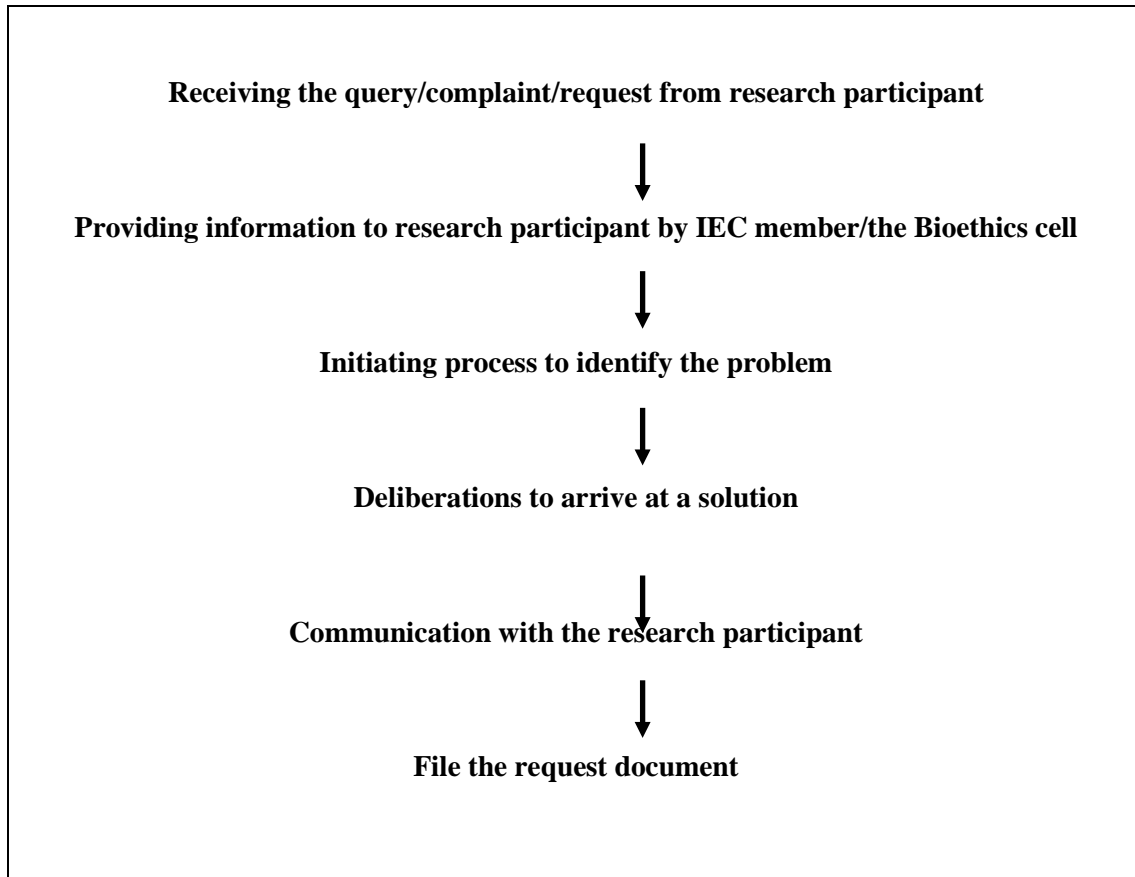 Receiving the query/complaint/request from research participant
Providing information to research participant by IEC member/the Bioethics cell
Initiating process to identify the problem
Deliberations to arrive at a solution
Communication with the research participant
File the request document